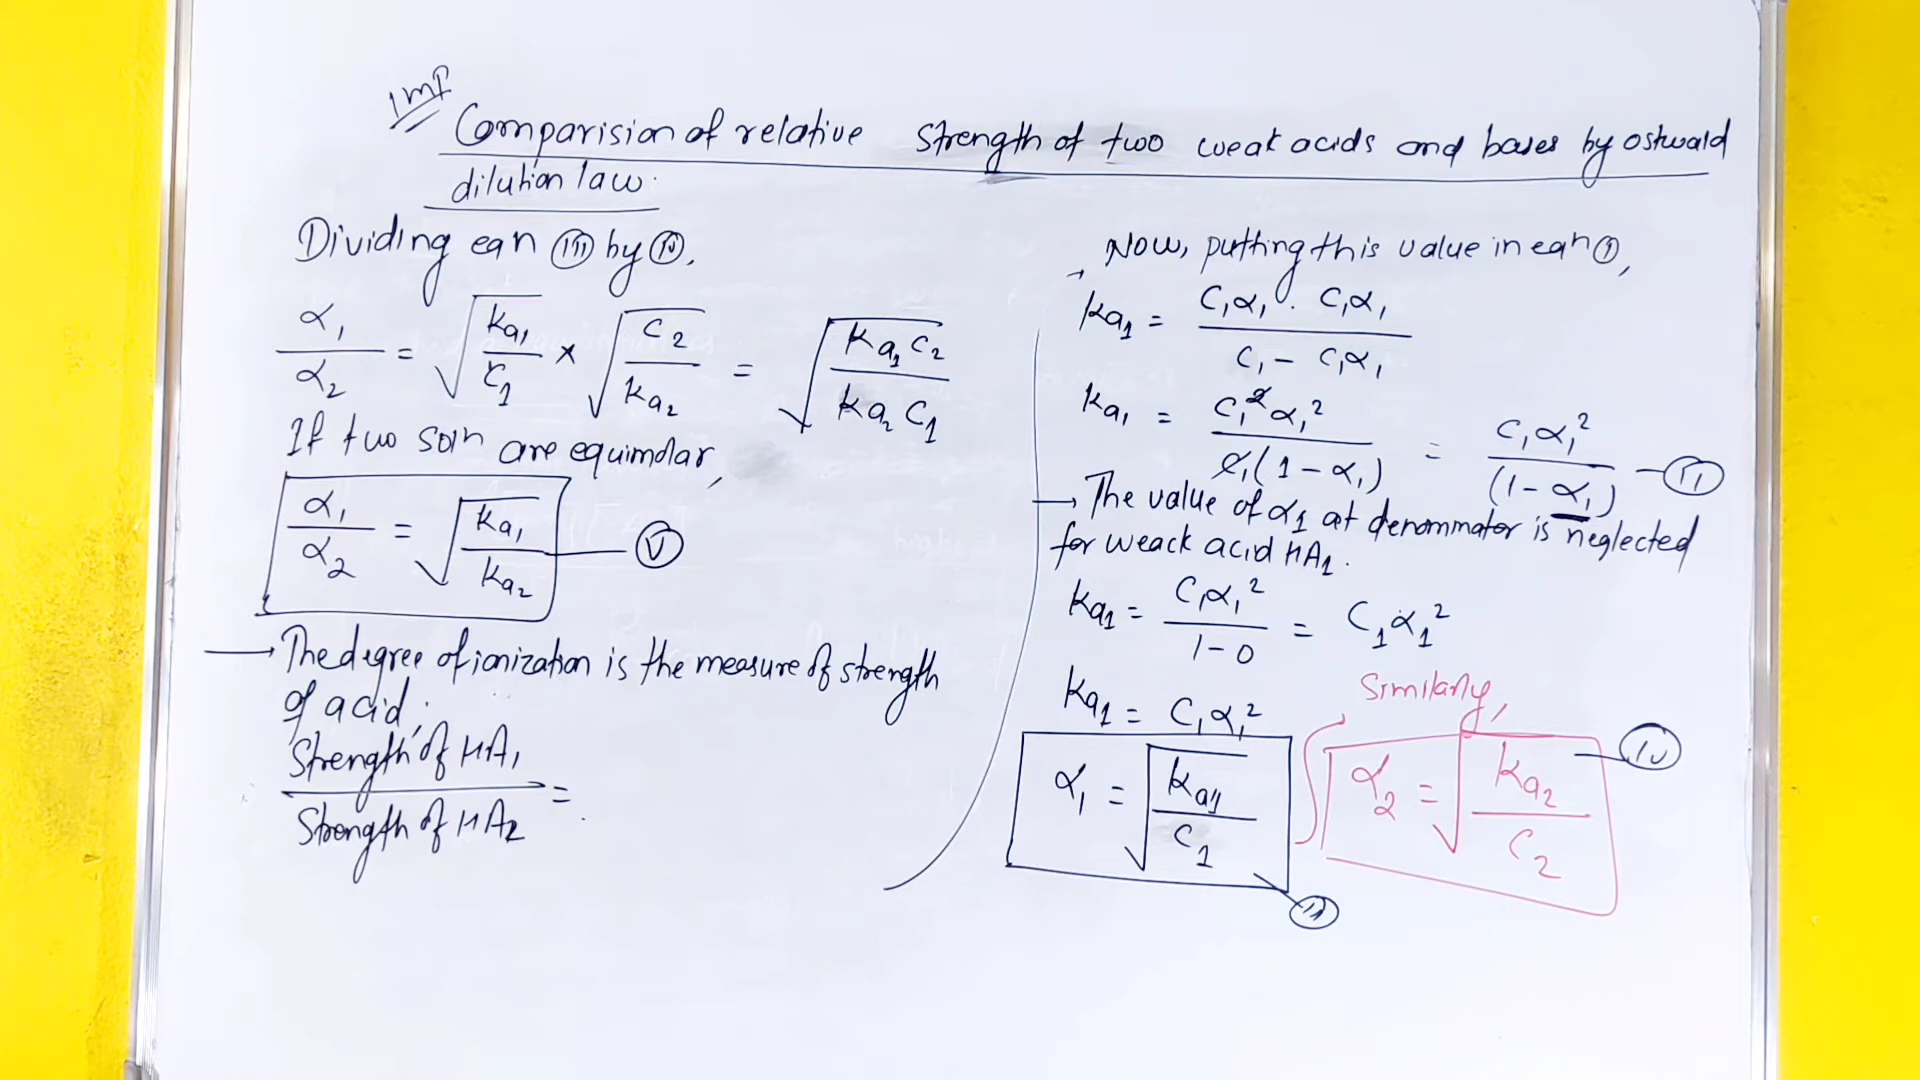 Imp
Comparision of relative strength of two weak acids and bases by ostwald
dilution law.
Dividing eqn (III) by (IV),
α₁/α₂ = √(ka₁/C₁) × √(C₂/ka₂) = √(ka₁C₂/ka₂C₁)
If two soln are equimolar,
α₁/α₂ = √(ka₁/ka₂) — (V)
→ The degree of ionization is the measure of strength
of acid,
Strength of HA₁/Strength of HA₂ =
Now, putting this value in eqn (I),
→ ka₁ = C₁α₁ . C₁α₁/C₁ - C₁α₁
ka₁ = C₁²α₁²/C₁(1-α₁) = C₁α₁²/(1-α₁) — (II)
→ The value of α₁ at denominator is neglected
for weack acid HA₁.
ka₁ = C₁α₁²/1-0 = C₁α₁²
ka₁ = C₁α₁²
Similarly,
α₁ = √(ka₁/C₁) — (III)
α₂ = √(ka₂/C₂) — (IV)